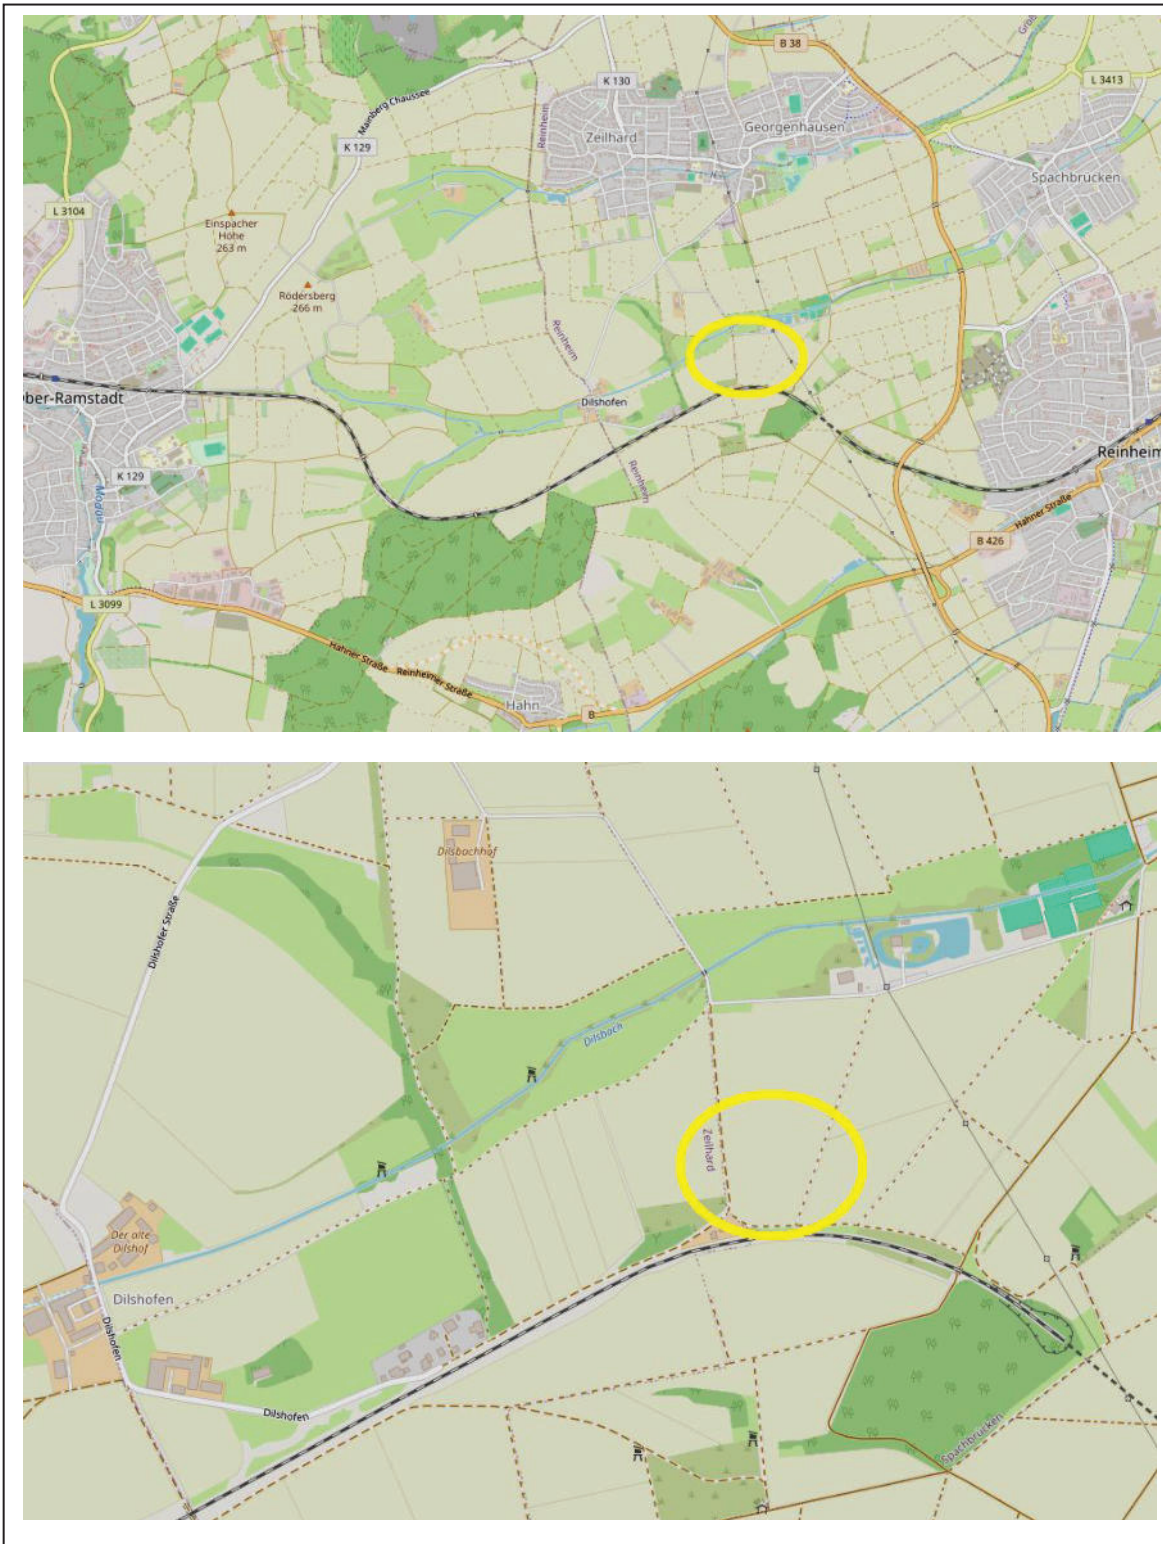 B 38
K 130
L 3413
Groß
Mainberg Chaussee
Reinheim
Zeilhard
Georgenhausen
K 129
Spachbrücken
L 3104
Einspacher
Höhe
263 m
Rödersberg
266 m
Reinheim
Dilshofen
ber-Ramstadt
Reinheim
Reinheim
K 129
Modau
Hahner Straße
B 426
L 3099
Hahner Straße
Reinheimer Straße
Hahn
B
Dilsbachhof
Dilshofer Straße
Dilsbach
Zeilhard
Der alte
Dilshof
Dilshofen
Dilshofen
Dilshofen
Spachbrücken